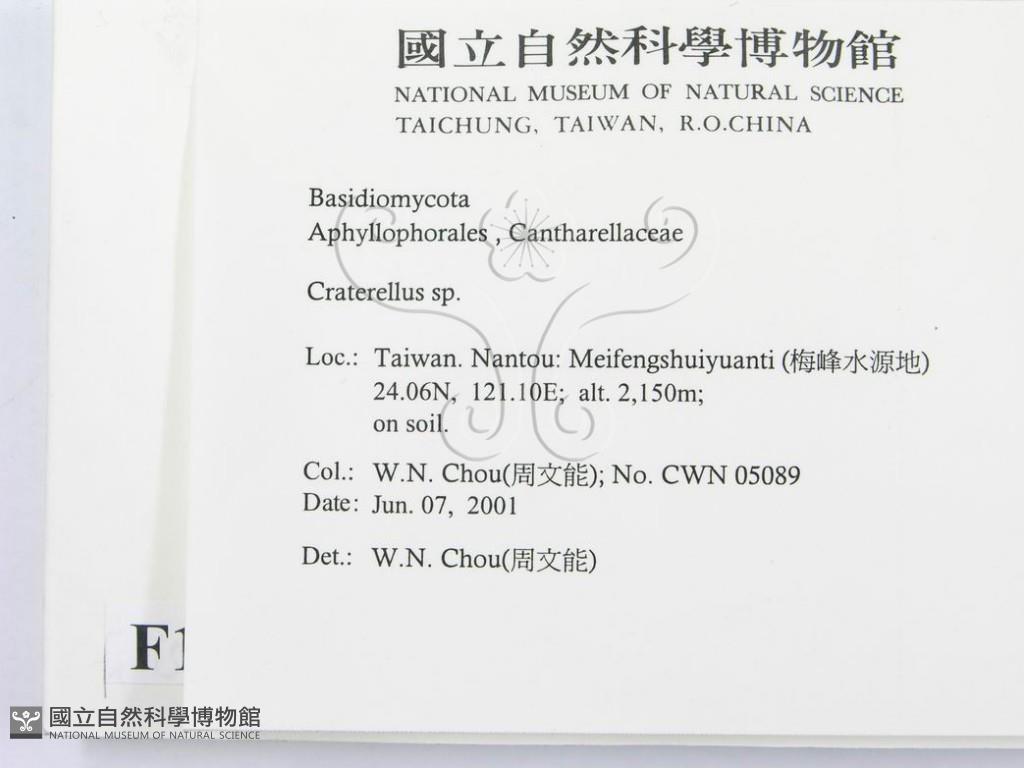 國立自然科學博物館
NATIONAL MUSEUM OF NATURAL SCIENCE
TAICHUNG, TAIWAN, R.O.CHINA
Basidiomycota
Aphyllophorales , Cantharellaceae
Craterellus sp.
Loc.: Taiwan. Nantou: Meifengshuiyuanti (梅峰水源地)
24.06N, 121.10E; alt. 2,150m;
on soil.
Col.: W.N. Chou(周文能); No. CWN 05089
Date: Jun. 07, 2001
Det.: W.N. Chou(周文能)
F1
國立自然科學博物館
NATIONAL MUSEUM OF NATURAL SCIENCE